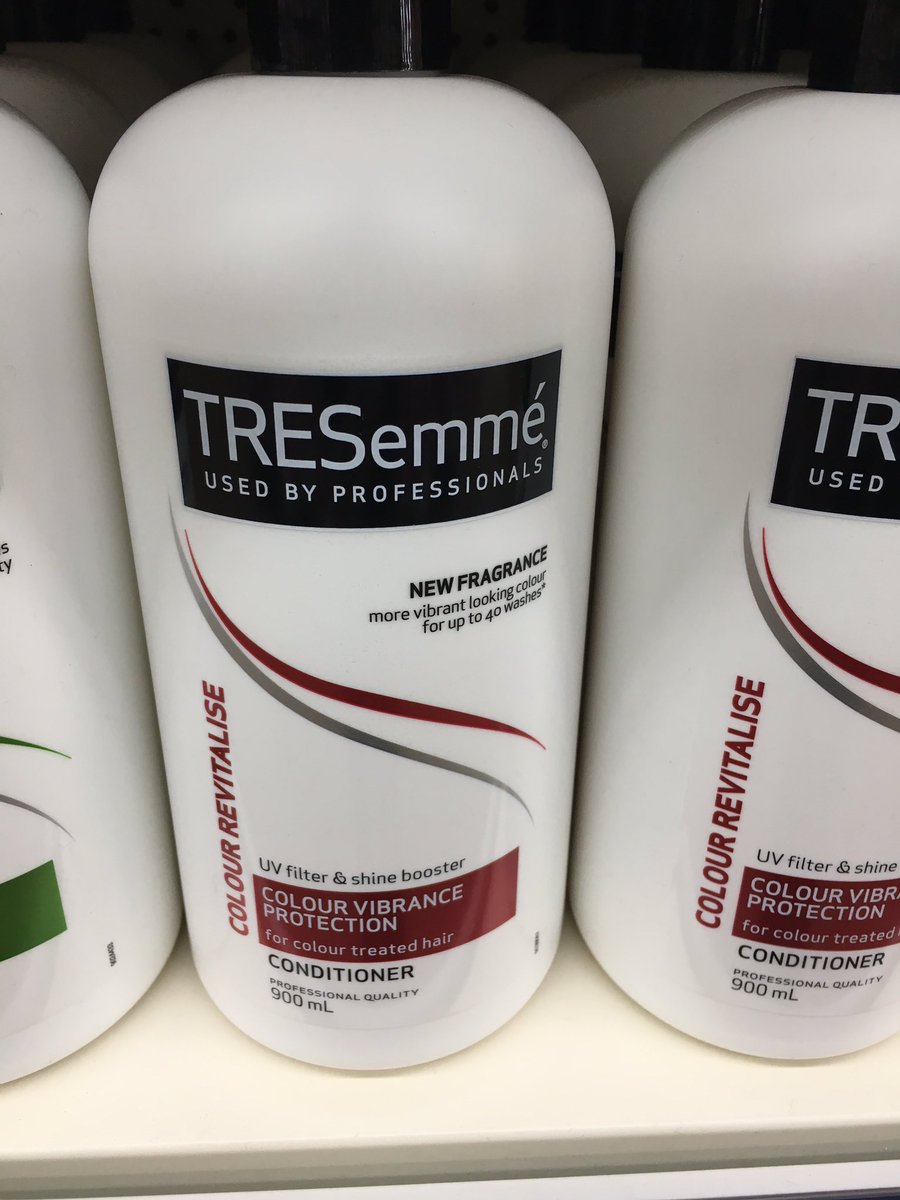 TRESemmé®
USED BY PROFESSIONALS
NEW FRAGRANCE
more vibrant looking colour
for up to 40 washes*
COLOUR REVITALISE
UV filter & shine booster
COLOUR VIBRANCE
PROTECTION
for colour treated hair
CONDITIONER
PROFESSIONAL QUALITY
900 mL
TR
USED
COLOUR REVITALISE
UV filter & shine
COLOUR VIBRA
PROTECTION
for colour treated
CONDITIONER
PROFESSIONAL QUALITY
900 mL
s
ty